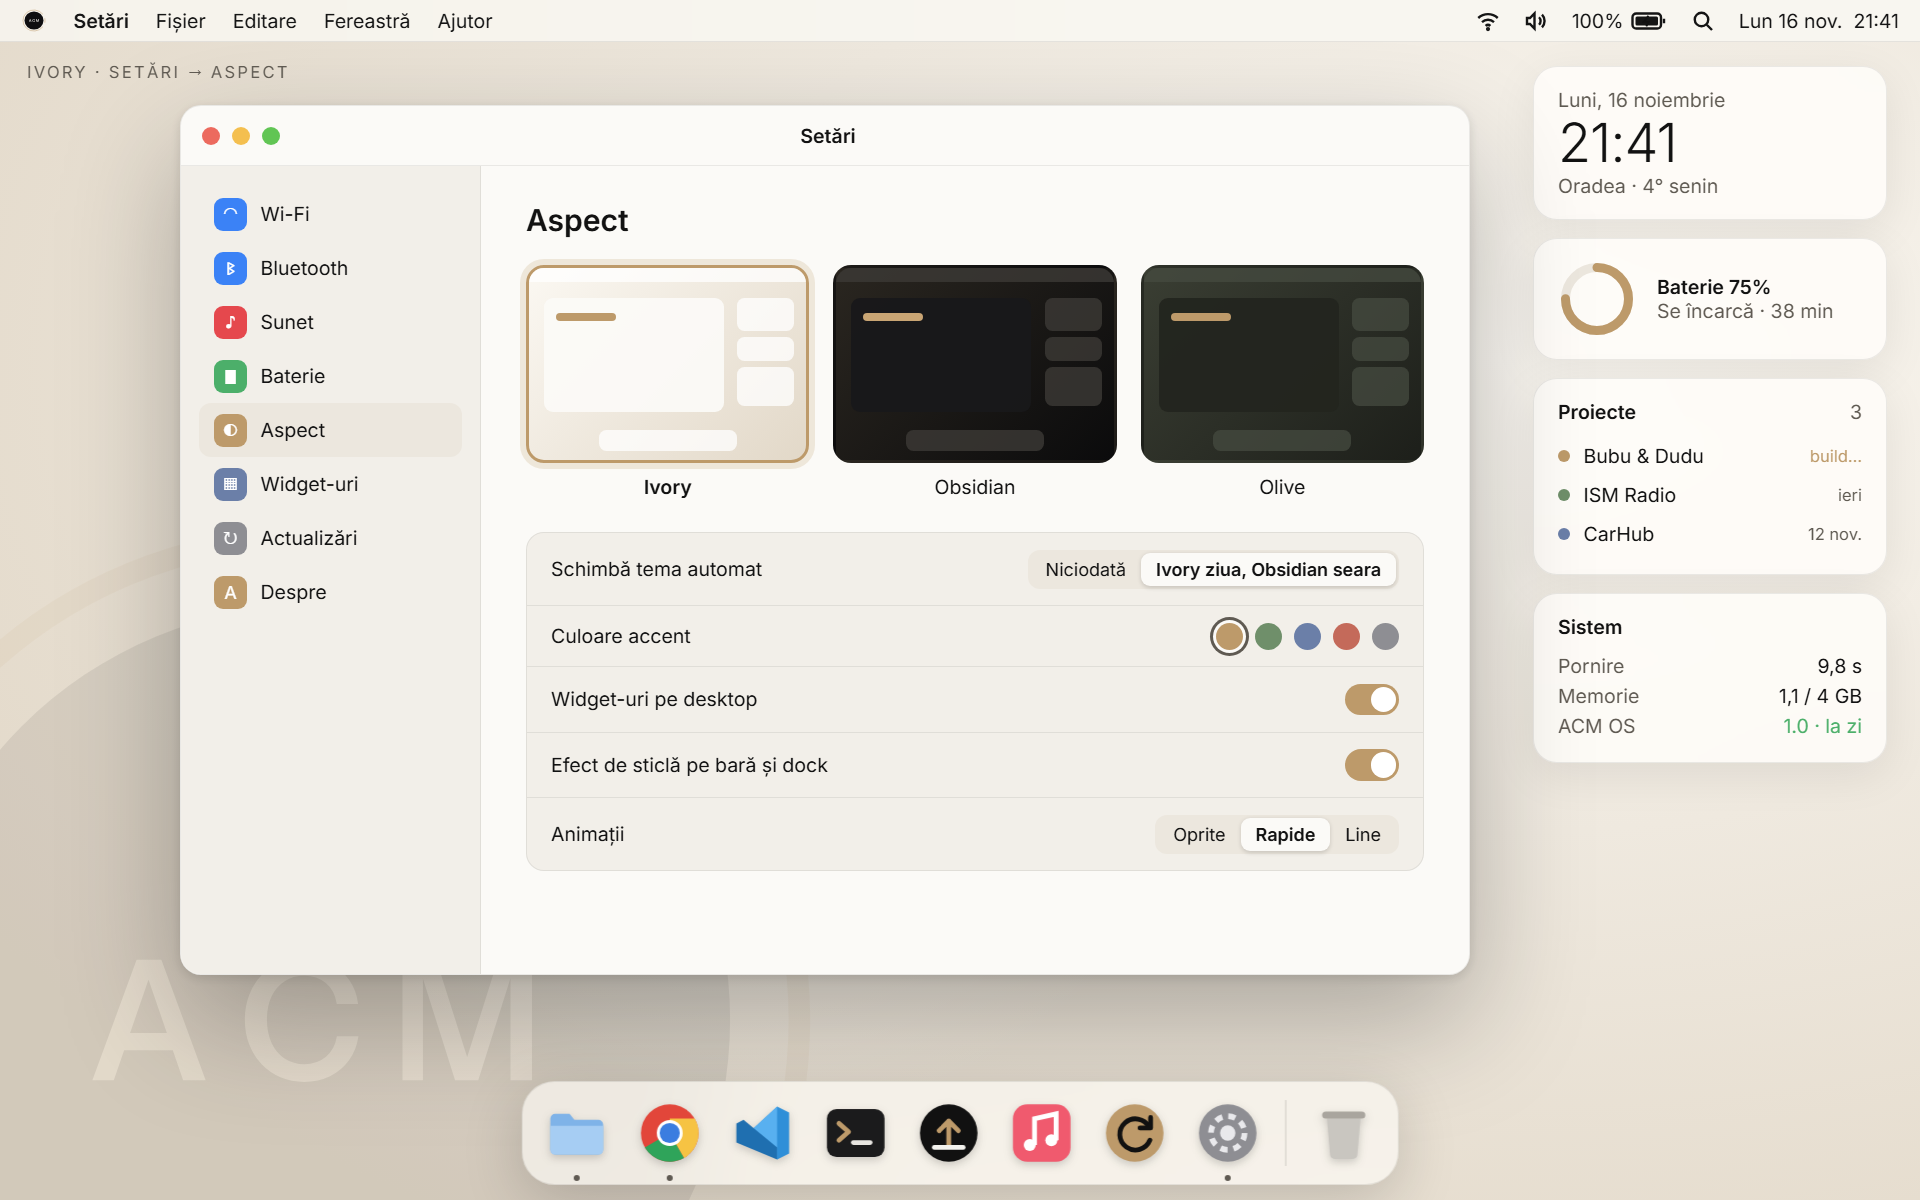 ACM
Setări Fișier Editare Fereastră Ajutor
100% Lun 16 nov. 21:41
IVORY · SETĂRI → ASPECT
Setări
Wi-Fi
Bluetooth
Sunet
Baterie
Aspect
Widget-uri
Actualizări
A Despre
Aspect
Ivory
Obsidian
Olive
Schimbă tema automat
Niciodată
Ivory ziua, Obsidian seara
Culoare accent
Widget-uri pe desktop
Efect de sticlă pe bară și dock
Animații
Oprite
Rapide
Line
Luni, 16 noiembrie
21:41
Oradea · 4° senin
Baterie 75%
Se încarcă · 38 min
Proiecte 3
Bubu & Dudu build...
ISM Radio ieri
CarHub 12 nov.
Sistem
Pornire 9,8 s
Memorie 1,1 / 4 GB
ACM OS 1.0 · la zi
ACM